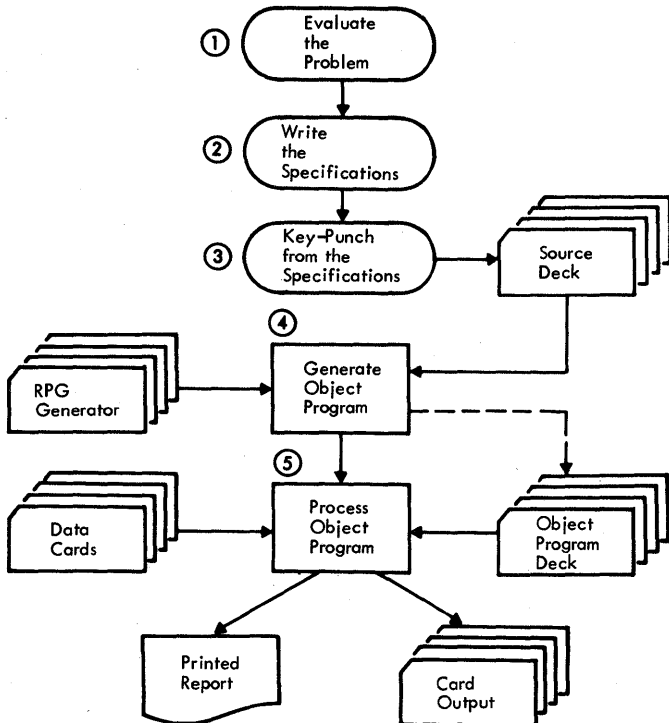 1
Evaluate
the
Problem
2
Write
the
Specifications
3
Key-Punch
from the
Specifications
Source
Deck
4
RPG
Generator
Generate
Object
Program
5
Data
Cards
Process
Object
Program
Object
Program
Deck
Printed
Report
Card
Output